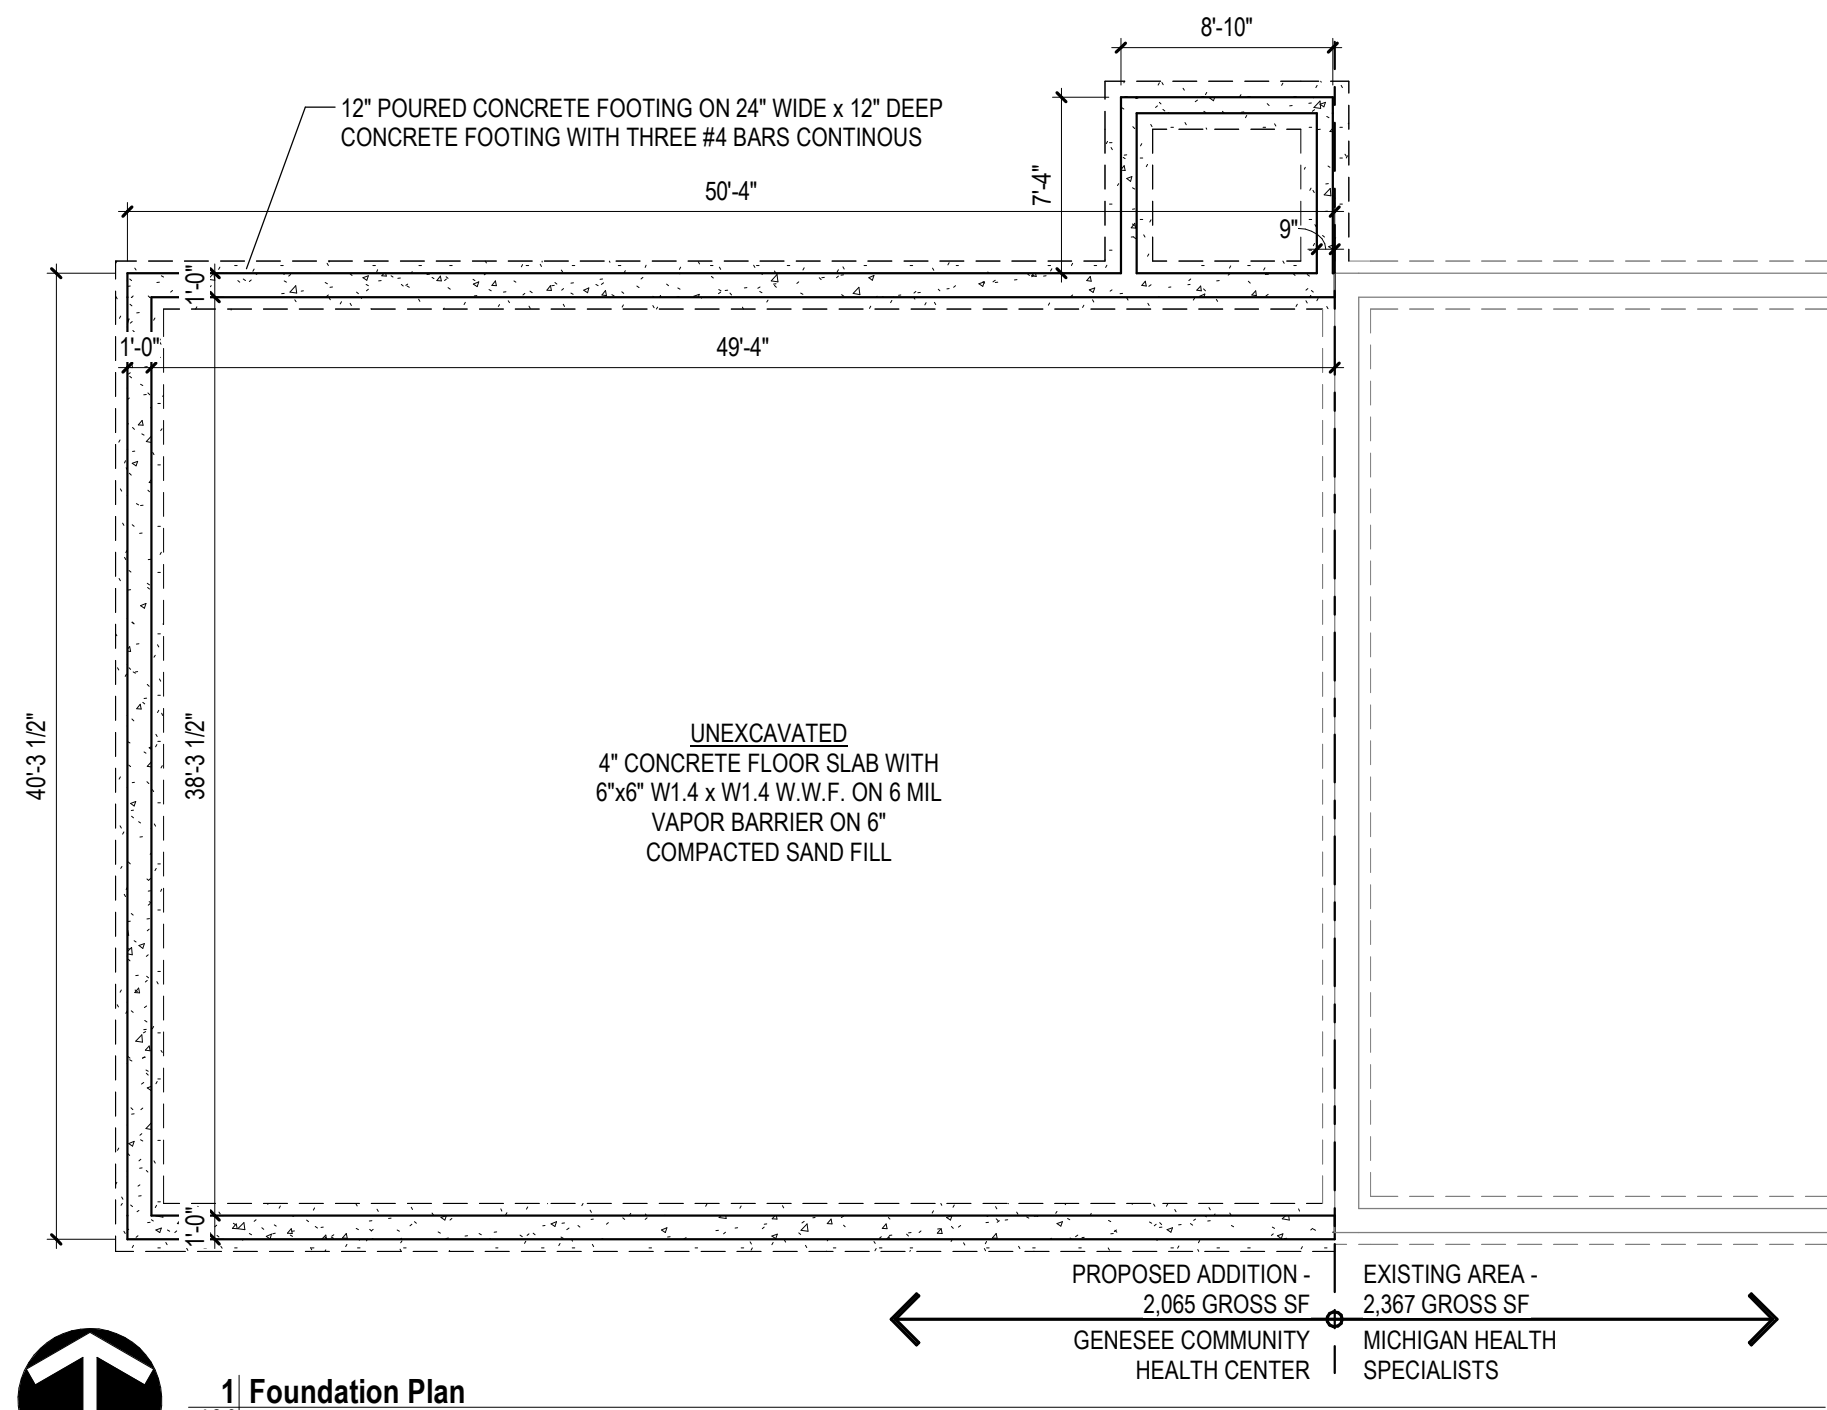 8'-10"
12" POURED CONCRETE FOOTING ON 24" WIDE x 12" DEEP
CONCRETE FOOTING WITH THREE #4 BARS CONTINOUS
7'-4"
50'-4"
9"
1'-0"
1'-0"
49'-4"
40'-3 1/2"
38'-3 1/2"
UNEXCAVATED
4" CONCRETE FLOOR SLAB WITH
6"x6" W1.4 x W1.4 W.W.F. ON 6 MIL
VAPOR BARRIER ON 6"
COMPACTED SAND FILL
1'-0"
PROPOSED ADDITION -
2,065 GROSS SF
GENESEE COMMUNITY
HEALTH CENTER
EXISTING AREA -
2,367 GROSS SF
MICHIGAN HEALTH
SPECIALISTS
1 Foundation Plan